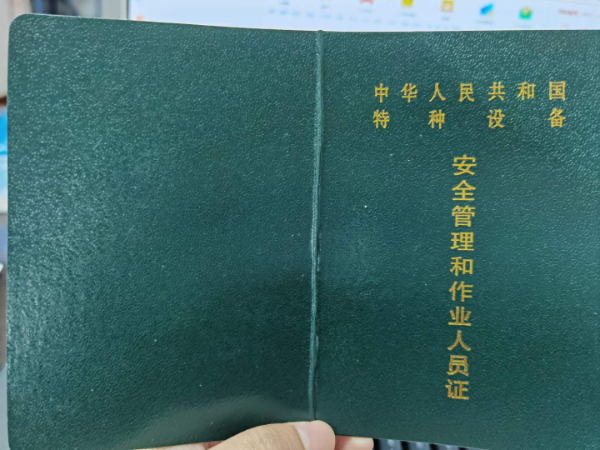 中华人民共和国
特种设备
安全管理和作业人员证